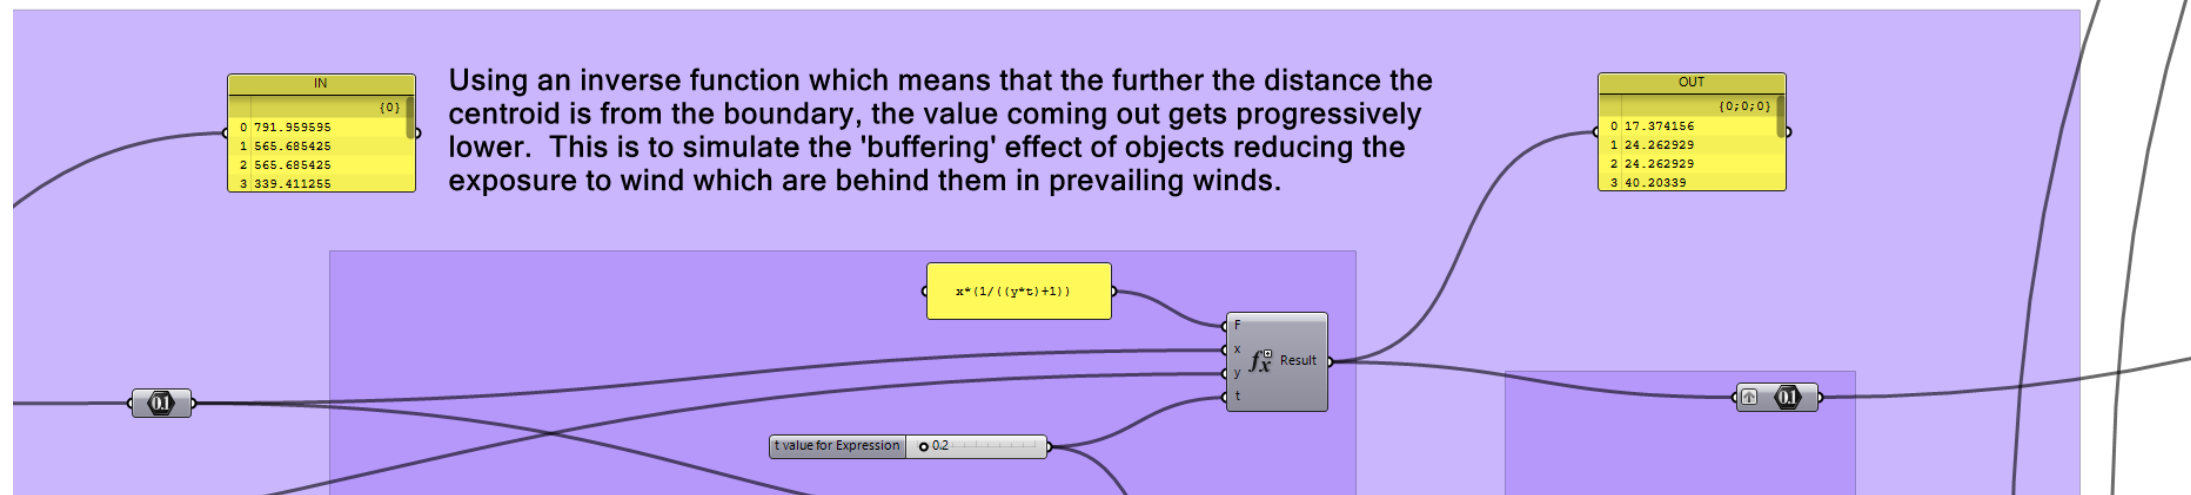 IN
{0}
0 791.959595
1 565.685425
2 565.685425
3 339.411255
Using an inverse function which means that the further the distance the
centroid is from the boundary, the value coming out gets progressively
lower.  This is to simulate the 'buffering' effect of objects reducing the
exposure to wind which are behind them in prevailing winds.
OUT
{0;0;0}
0 17.374156
1 24.262929
2 24.262929
3 40.20339
x*(1/((y*t)+1))
F
x
y
t
fx
Result
0.1
t value for Expression
0.2
0.1